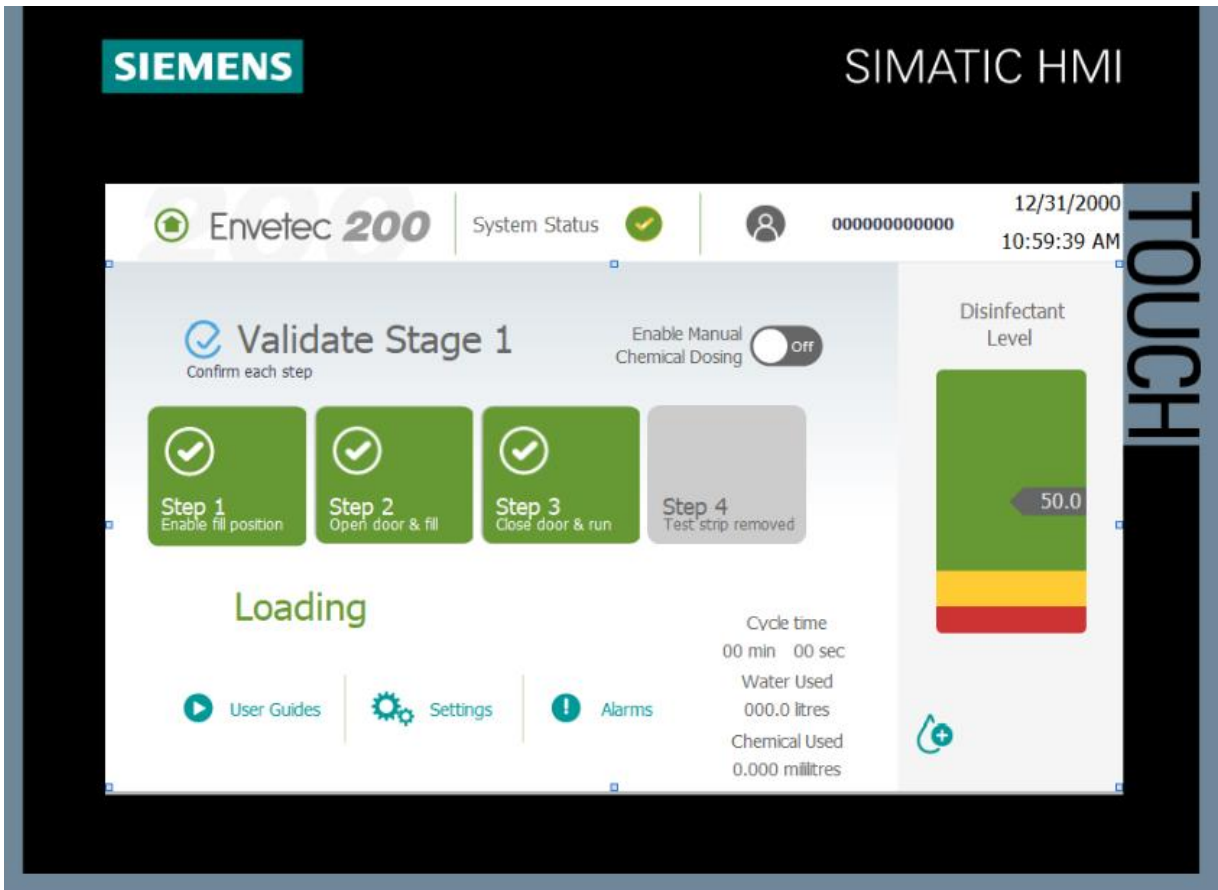 SIEMENS
SIMATIC HMI
TOUCH
Envetec 200
System Status
000000000000
12/31/2000
10:59:39 AM
Validate Stage 1
Confirm each step
Enable Manual
Chemical Dosing
Off
Disinfectant
Level
Step 1
Enable fill position
Step 2
Open door & fill
Step 3
Close door & run
Step 4
Test strip removed
50.0
Loading
Cycle time
00 min 00 sec
Water Used
000.0 litres
Chemical Used
0.000 millitres
User Guides
Settings
Alarms
200